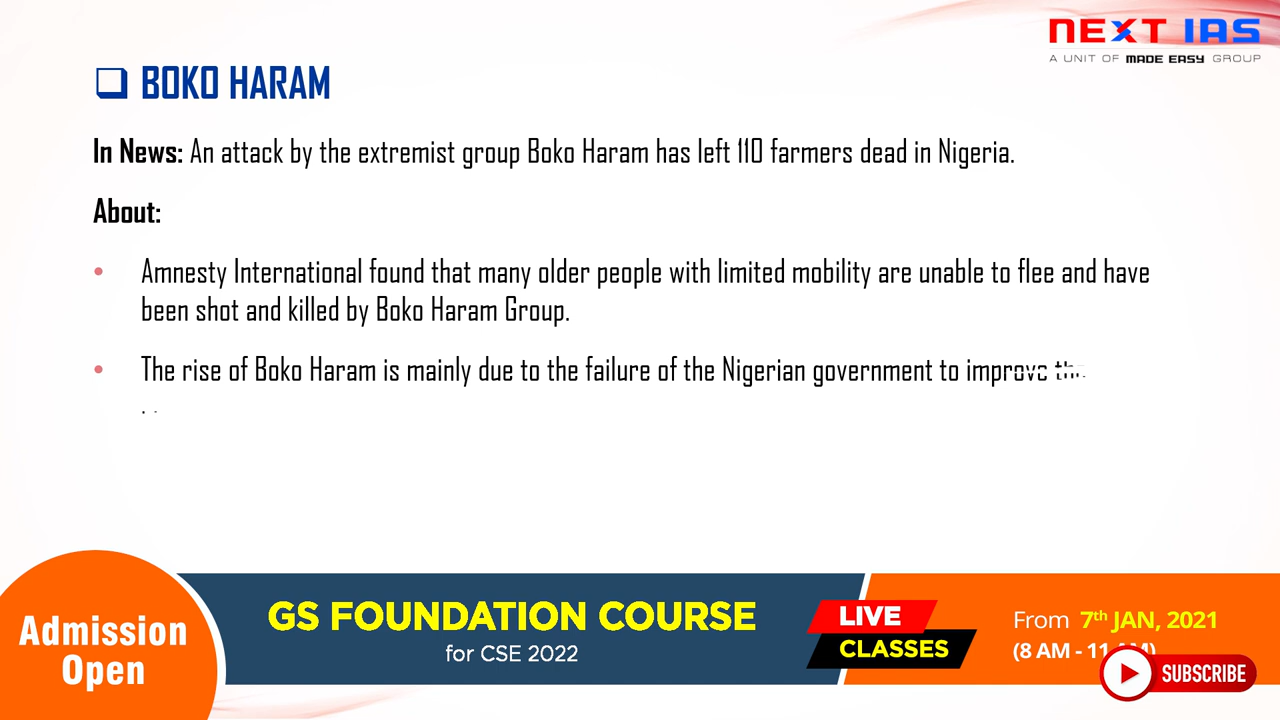 NEXT IAS
A UNIT OF MADE EASY GROUP
BOKO HARAM
In News: An attack by the extremist group Boko Haram has left 110 farmers dead in Nigeria.
About:
• Amnesty International found that many older people with limited mobility are unable to flee and have
been shot and killed by Boko Haram Group.
• The rise of Boko Haram is mainly due to the failure of the Nigerian government to improve
Admission
Open
GS FOUNDATION COURSE
for CSE 2022
LIVE
CLASSES
From 7th JAN, 2021
(8 AM - 11 AM)
SUBSCRIBE